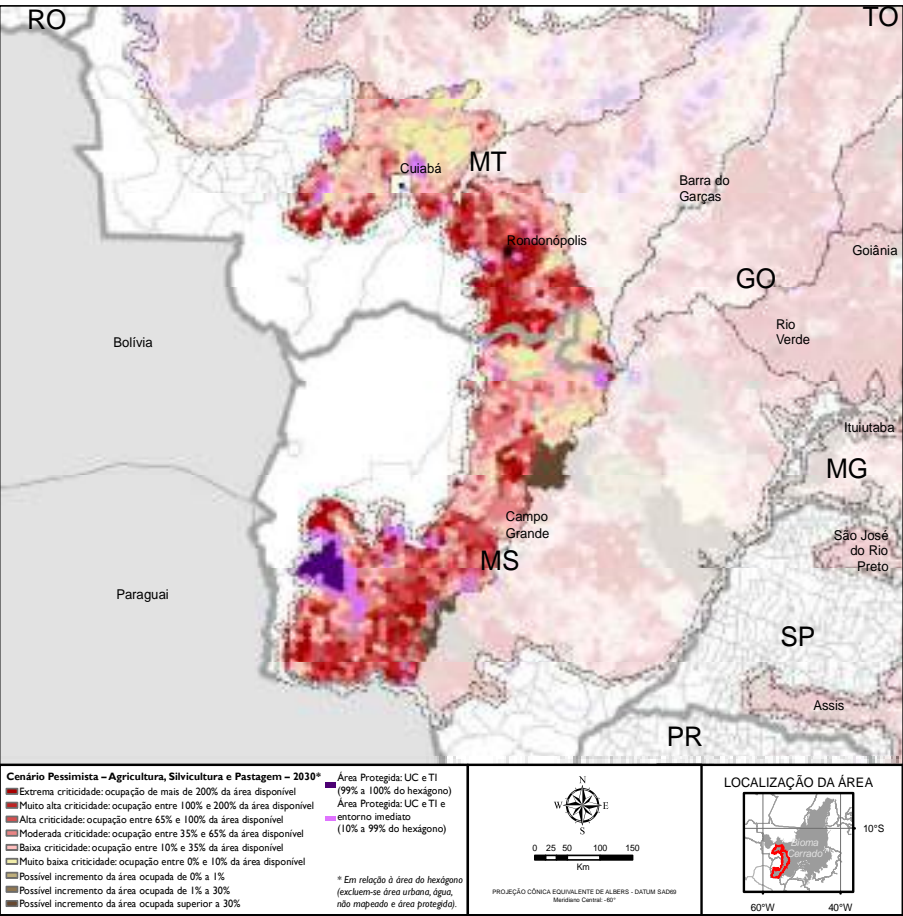 RO
TO
MT
Cuiabá
Barra do
Garças
Rondonópolis
Goiânia
GO
Bolívia
Rio
Verde
Ituiutaba
MG
Campo
Grande
São José
do Rio
Preto
MS
Paraguai
SP
Assis
PR
Cenário Pessimista – Agricultura, Silvicultura e Pastagem – 2030*
Extrema criticidade: ocupação de mais de 200% da área disponível
Muito alta criticidade: ocupação entre 100% e 200% da área disponível
Alta criticidade: ocupação entre 65% e 100% da área disponível
Moderada criticidade: ocupação entre 35% e 65% da área disponível
Baixa criticidade: ocupação entre 10% e 35% da área disponível
Muito baixa criticidade: ocupação entre 0% e 10% da área disponível
Possível incremento da área ocupada de 0% a 1%
Possível incremento da área ocupada de 1% a 30%
Possível incremento da área ocupada superior a 30%
Área Protegida: UC e TI
(99% a 100% do hexágono)
Área Protegida: UC e TI e
entorno imediato
(10% a 99% do hexágono)
* Em relação à área do hexágono
(excluem-se área urbana, água,
não mapeado e área protegida).
N
W E
S
0 25 50 100 150
Km
PROJEÇÃO CÔNICA EQUIVALENTE DE ALBERS - DATUM SAD69
Meridiano Central: -60°
LOCALIZAÇÃO DA ÁREA
10°S
Bioma
Cerrado
60°W 40°W